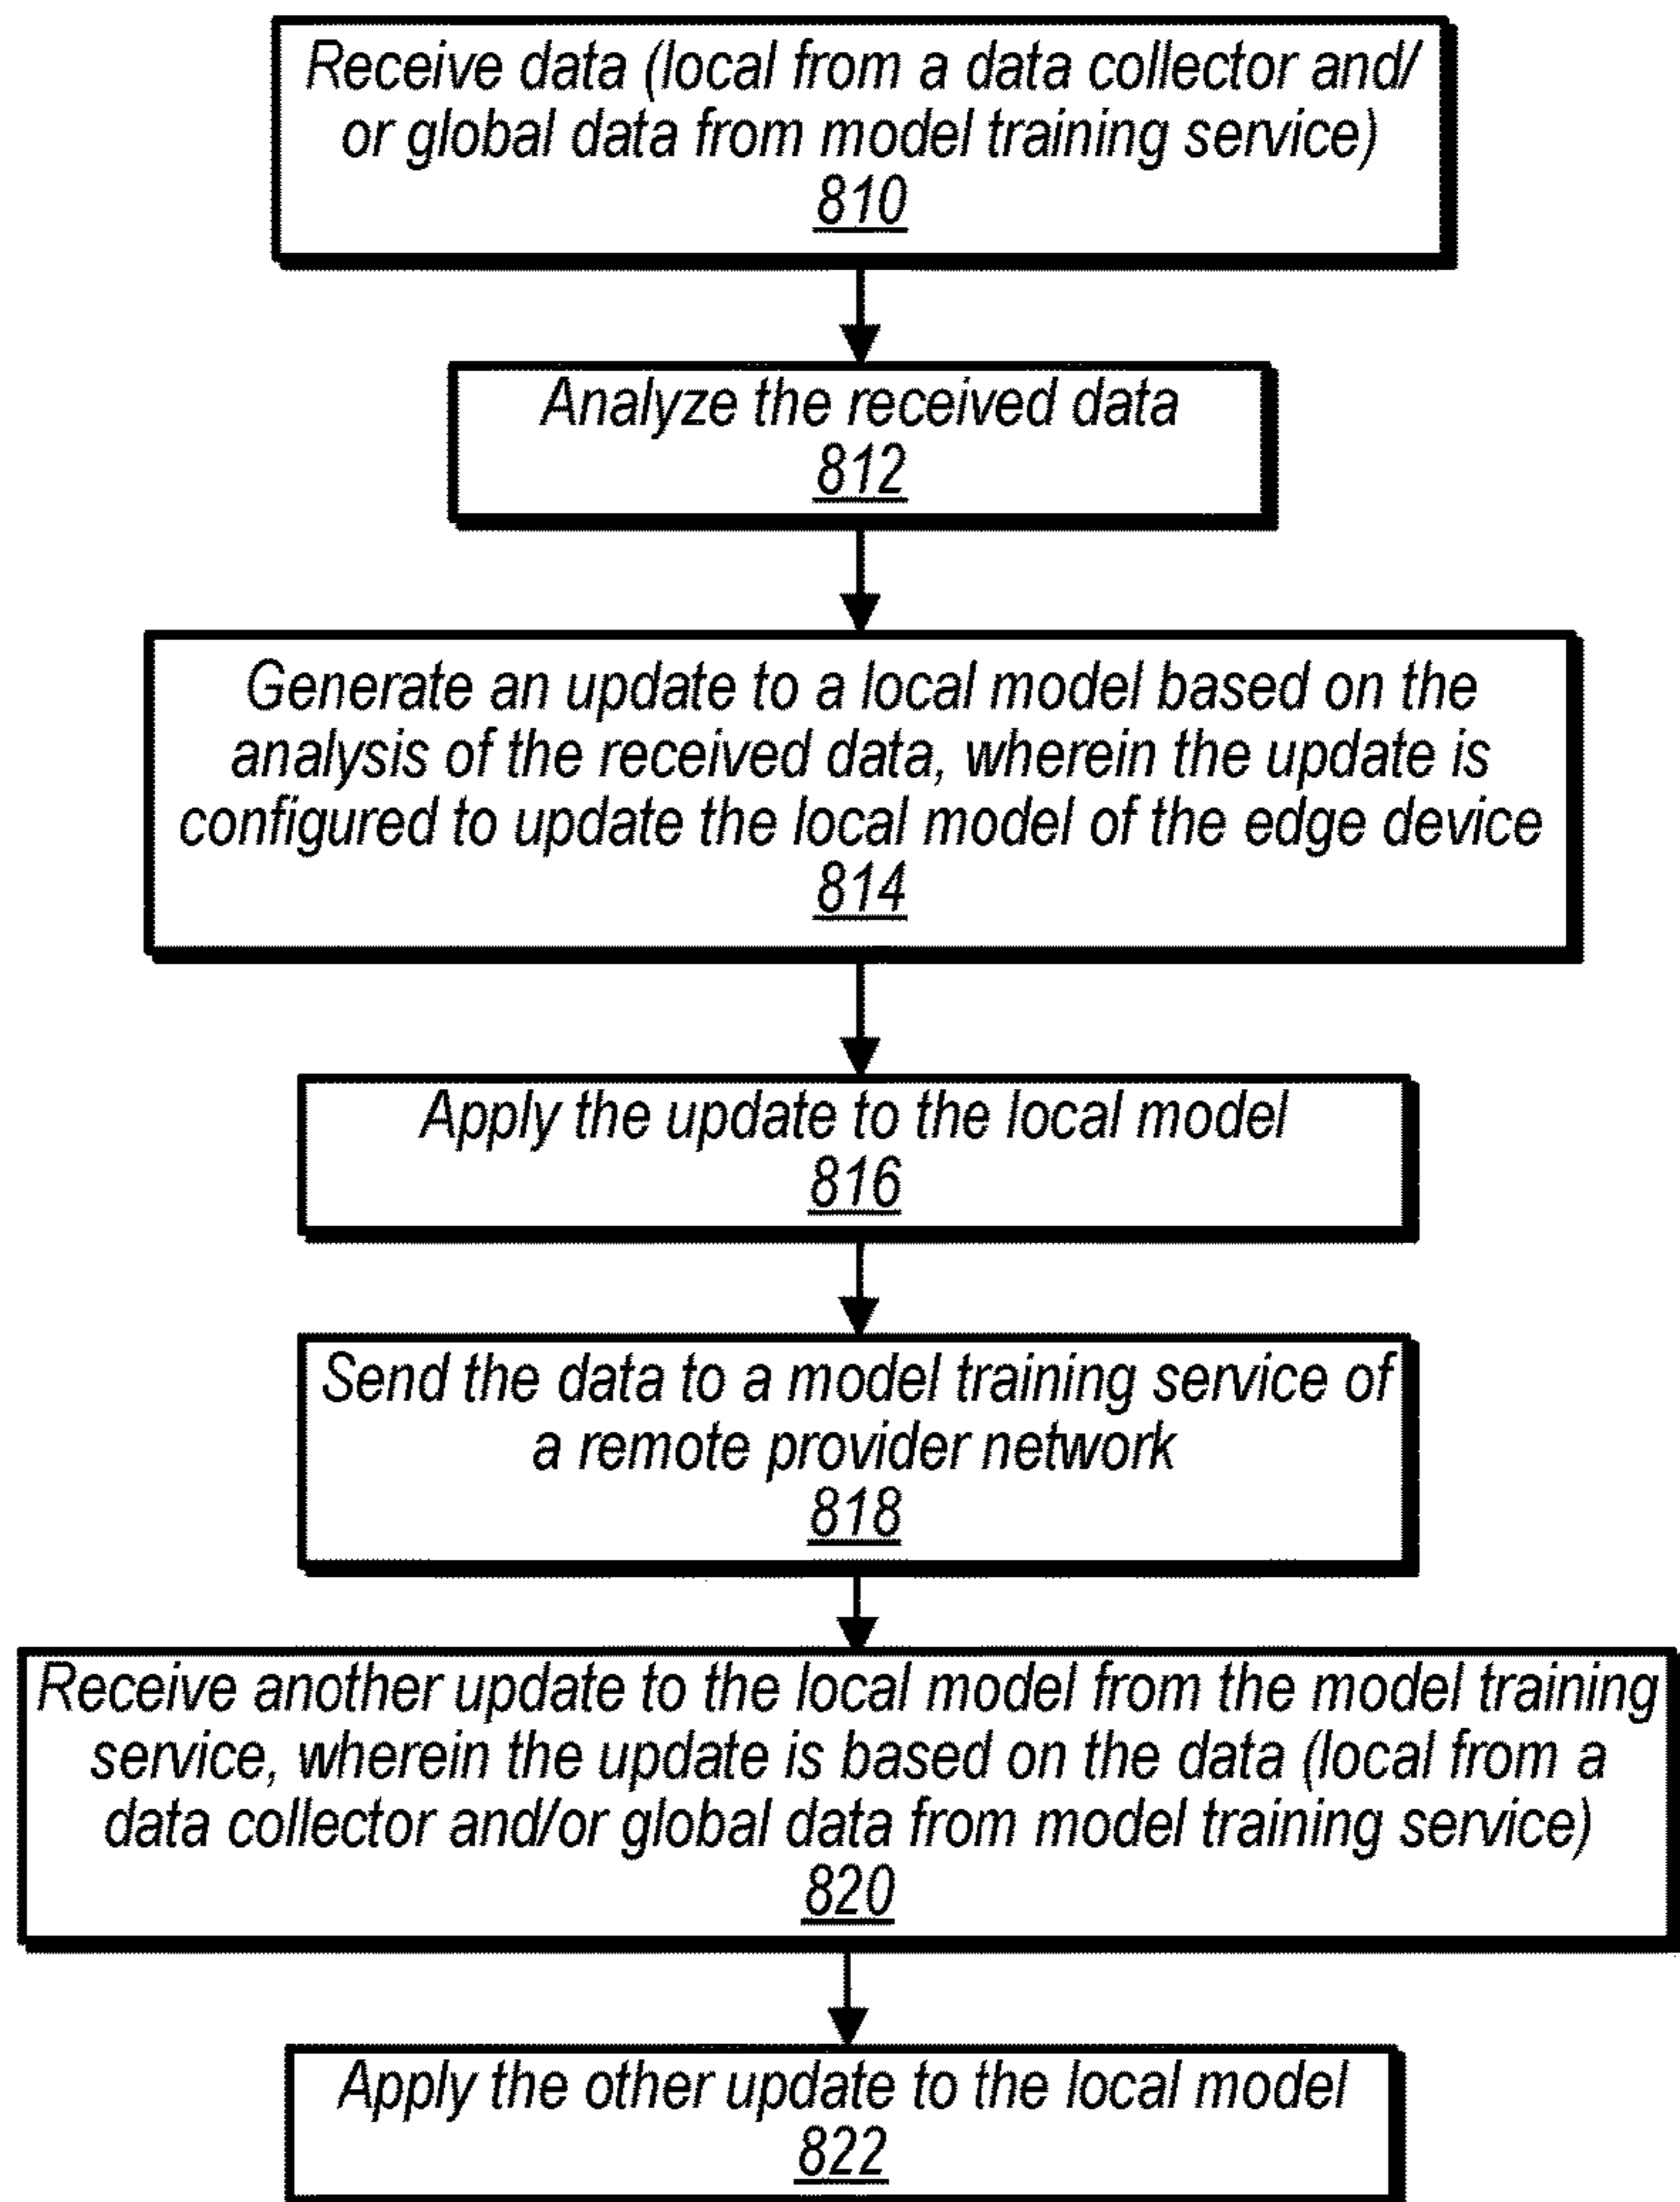 Receive data (local from a data collector and/
or global data from model training service)
810
Analyze the received data
812
Generate an update to a local model based on the
analysis of the received data, wherein the update is
configured to update the local model of the edge device
814
Apply the update to the local model
816
Send the data to a model training service of
a remote provider network
818
Receive another update to the local model from the model training
service, wherein the update is based on the data (local from a
data collector and/or global data from model training service)
820
Apply the other update to the local model
822